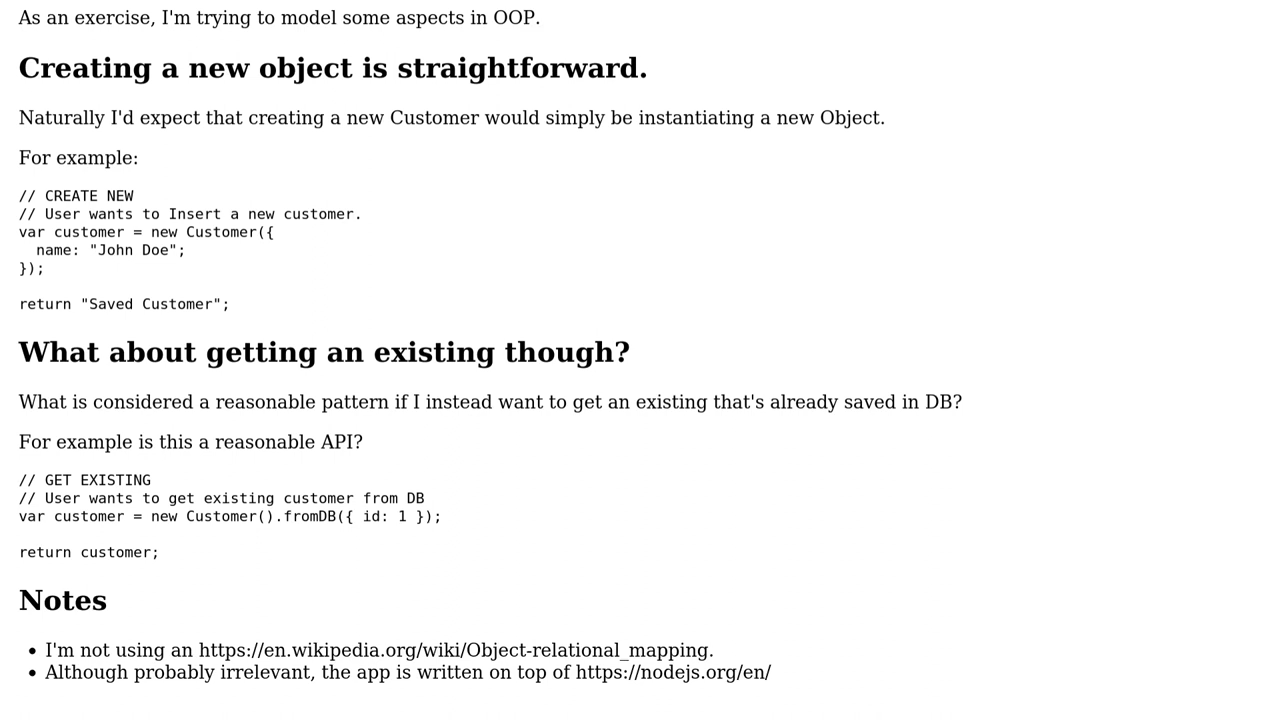 As an exercise, I'm trying to model some aspects in OOP.
Creating a new object is straightforward.
Naturally I'd expect that creating a new Customer would simply be instantiating a new Object.
For example:
// CREATE NEW
// User wants to Insert a new customer.
var customer = new Customer({
  name: "John Doe";
});
return "Saved Customer";
What about getting an existing though?
What is considered a reasonable pattern if I instead want to get an existing that's already saved in DB?
For example is this a reasonable API?
// GET EXISTING
// User wants to get existing customer from DB
var customer = new Customer().fromDB({ id: 1 });
return customer;
Notes
• I'm not using an https://en.wikipedia.org/wiki/Object-relational_mapping.
• Although probably irrelevant, the app is written on top of https://nodejs.org/en/